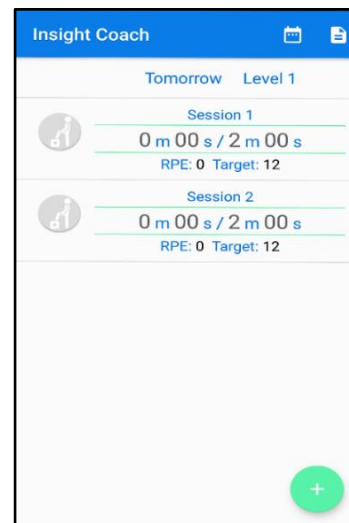 Insight Coach
Tomorrow Level 1
Session 1
0 m 00 s / 2 m 00 s
RPE: 0 Target: 12
Session 2
0 m 00 s / 2 m 00 s
RPE: 0 Target: 12
+